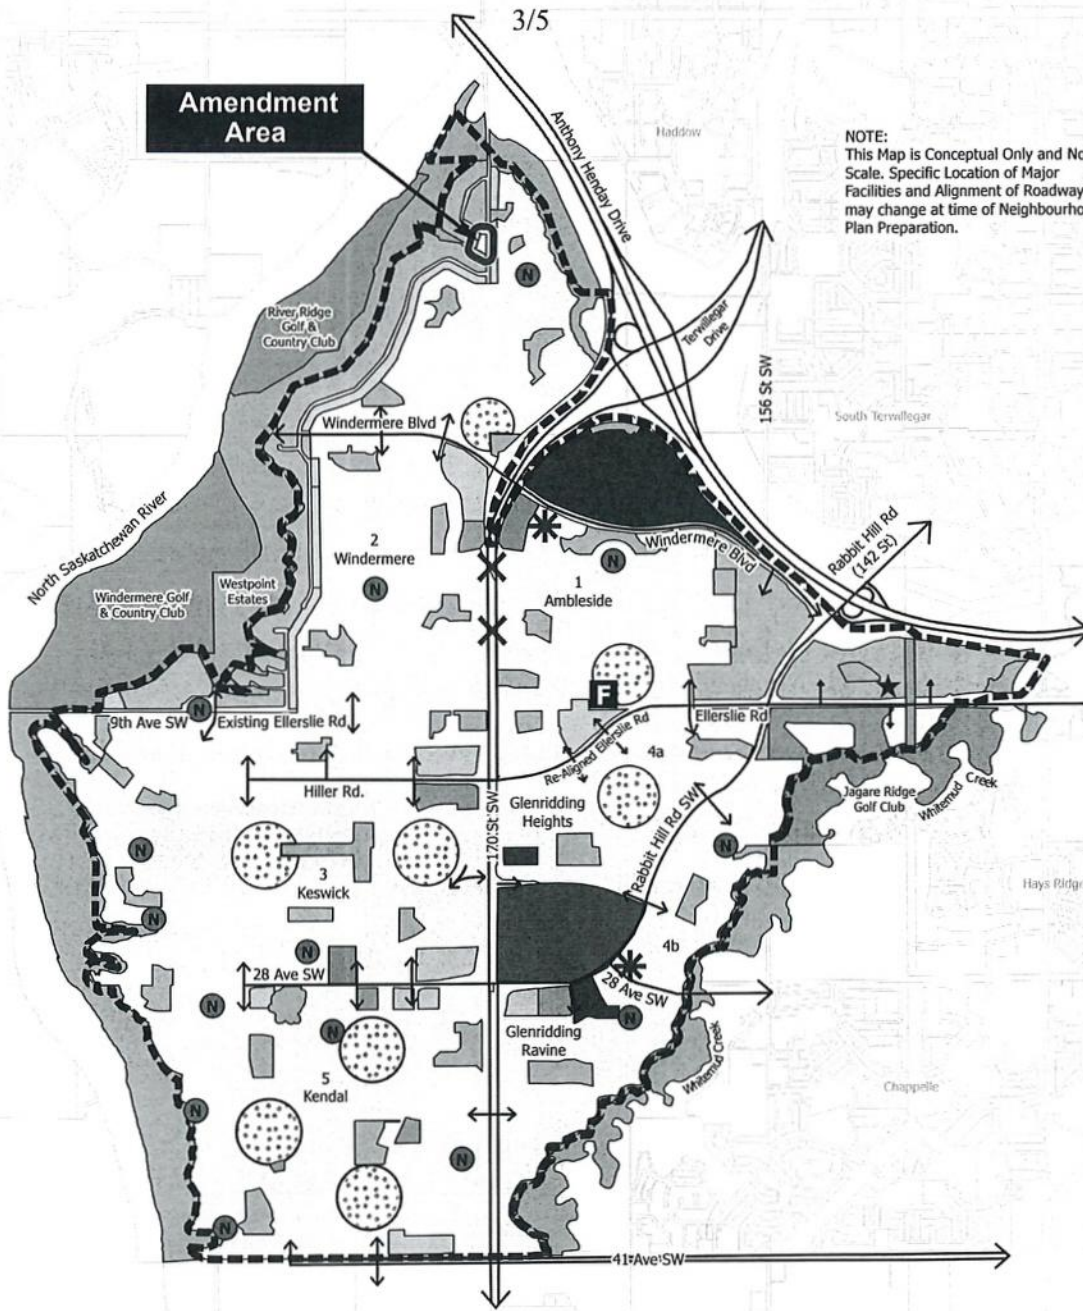 3/5
Amendment
Area
Anthony Henday Drive
Haddow
NOTE:
This Map is Conceptual Only and No
Scale. Specific Location of Major
Facilities and Alignment of Roadway
may change at time of Neighbourho
Plan Preparation.
N
River Ridge
Golf &
Country Club
Terwillegar
Drive
156 St SW
South Terwillegar
Windermere Blvd
North Saskatchewan River
Windermere Golf
& Country Club
Westpoint
Estates
2
Windermere
N
1
Ambleside
N
Windermere Blvd
Rabbit Hill Rd
(142 St)
9th Ave SW
N
Existing Ellerslie Rd
F
Re-Aligned Ellerslie Rd
Ellerslie Rd
4a
Hiller Rd.
Glenridding
Heights
170 St SW
Rabbit Hill Rd SW
Jagare Ridge
Golf Club
Whitemud Creek
N
N
3
Keswick
Hays Ridge
N
N
4b
28 Ave SW
28 Ave SW
N
N
N
Glenridding
Ravine
Whitemud Creek
5
Kendal
Chappelle
N
N
N
41 Ave SW